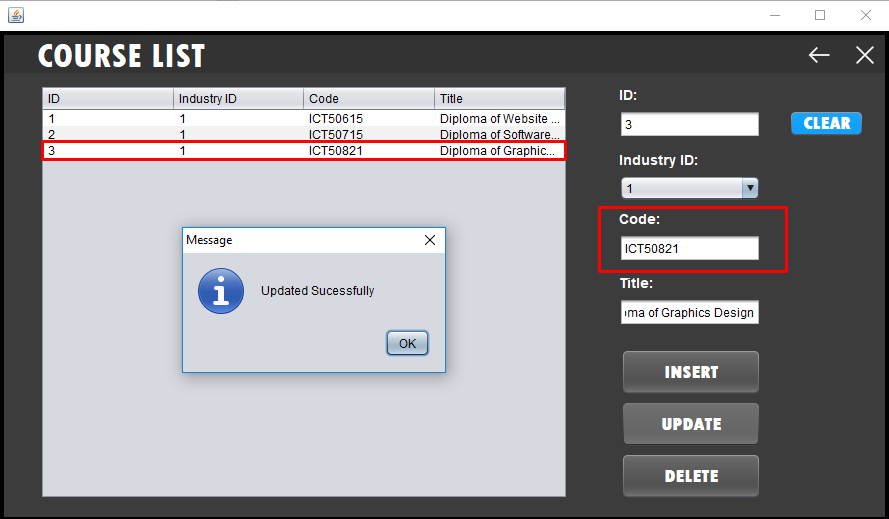 COURSE LIST
ID Industry ID Code Title
1 1 ICT50615 Diploma of Website ...
2 1 ICT50715 Diploma of Software...
3 1 ICT50821 Diploma of Graphic...
Message
Updated Sucessfully
OK
ID:
3
CLEAR
Industry ID:
1
Code:
ICT50821
Title:
ma of Graphics Design
INSERT
UPDATE
DELETE